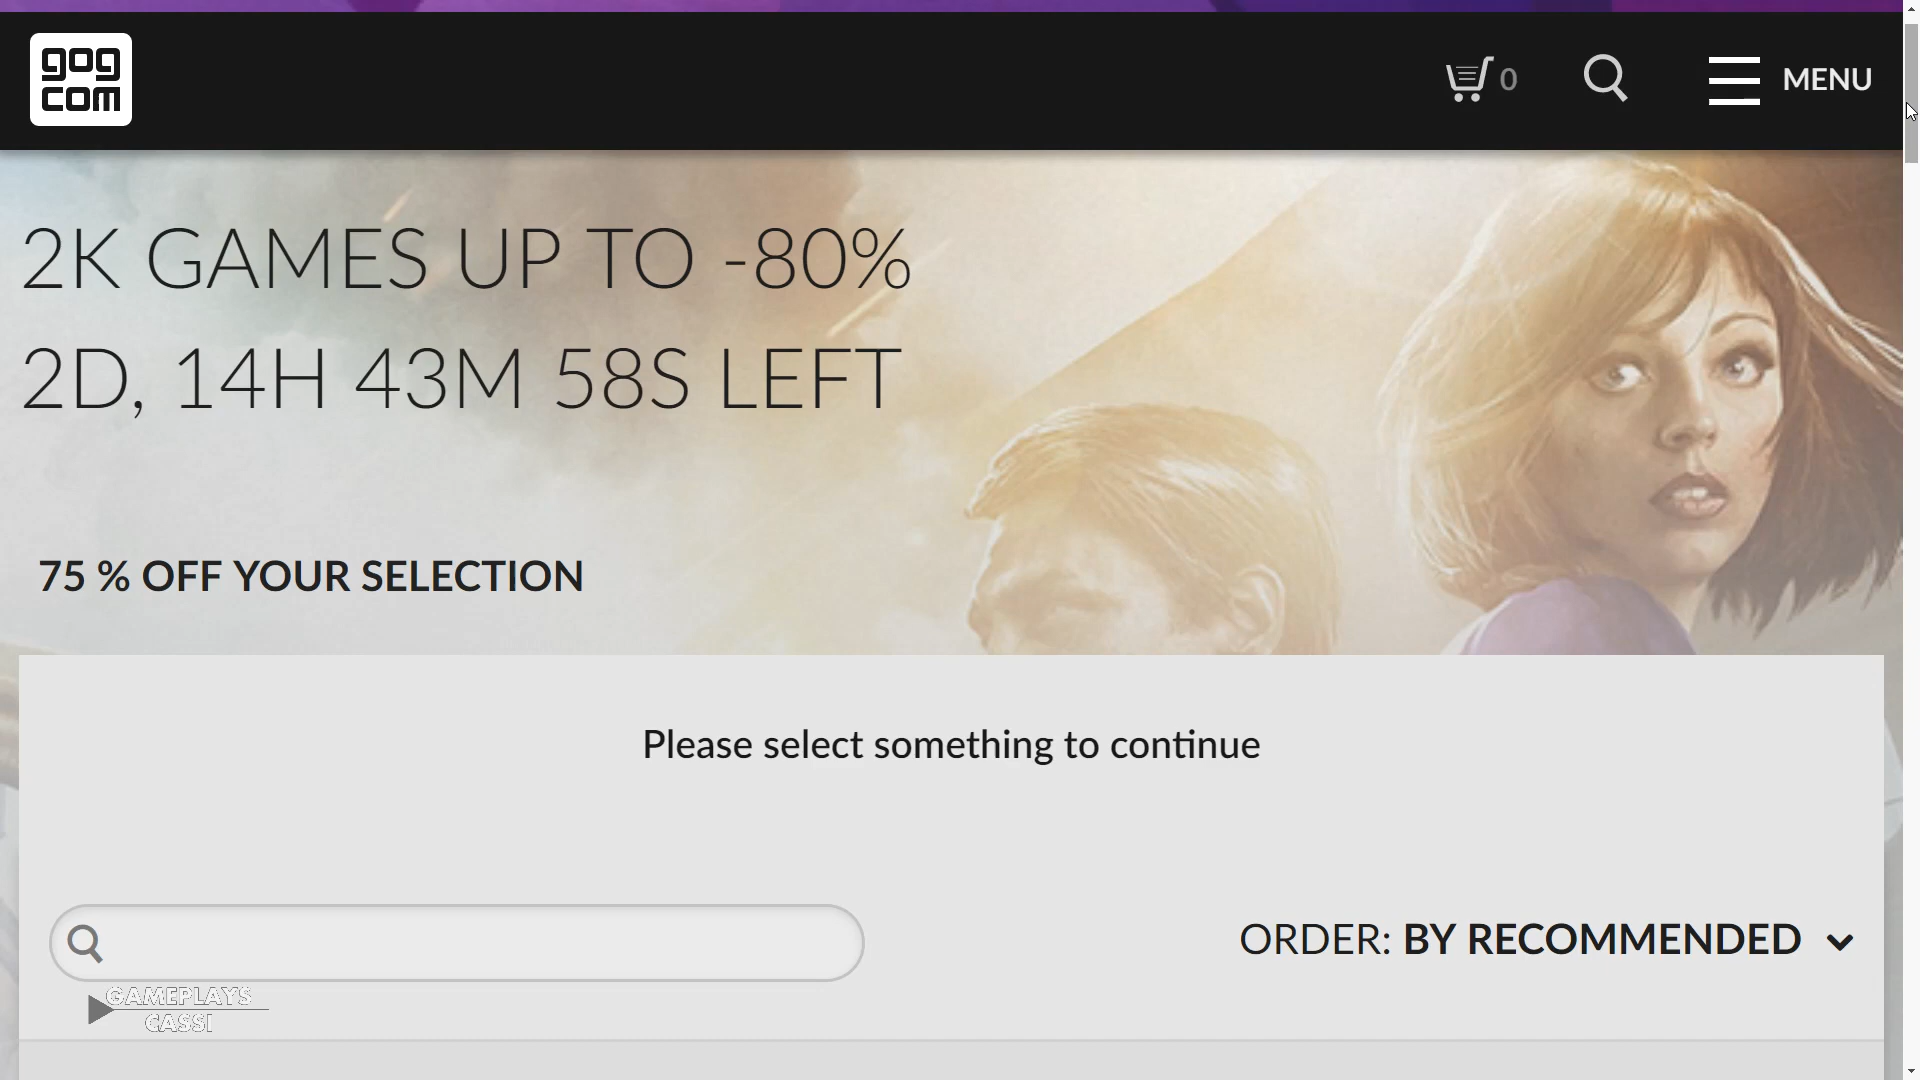 gog
com
0
MENU
2K GAMES UP TO -80%
2D, 14H 43M 58S LEFT
75 % OFF YOUR SELECTION
Please select something to continue
ORDER: BY RECOMMENDED
GAMEPLAYS
CASSI